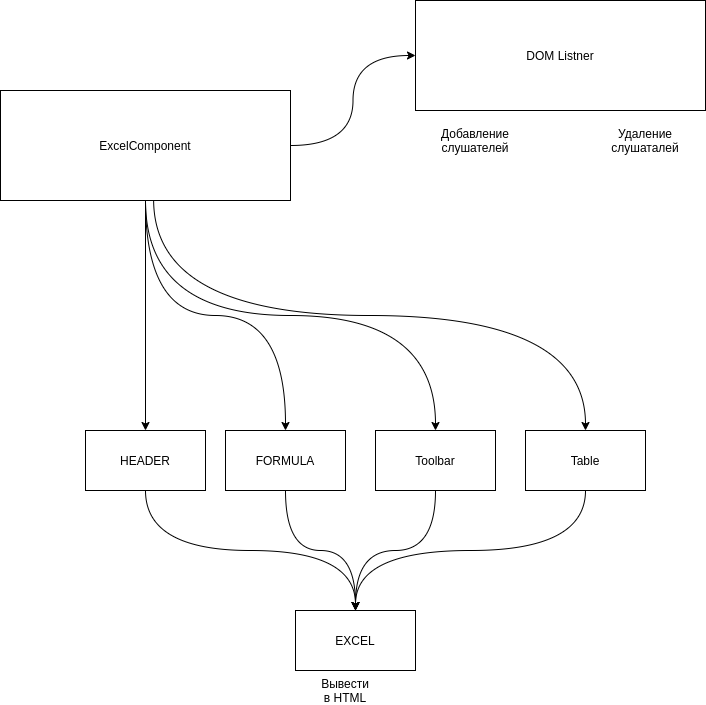 DOM Listner
Добавление
слушателей
Удаление
слушаталей
ExcelComponent
HEADER
FORMULA
Toolbar
Table
EXCEL
Вывести
в HTML